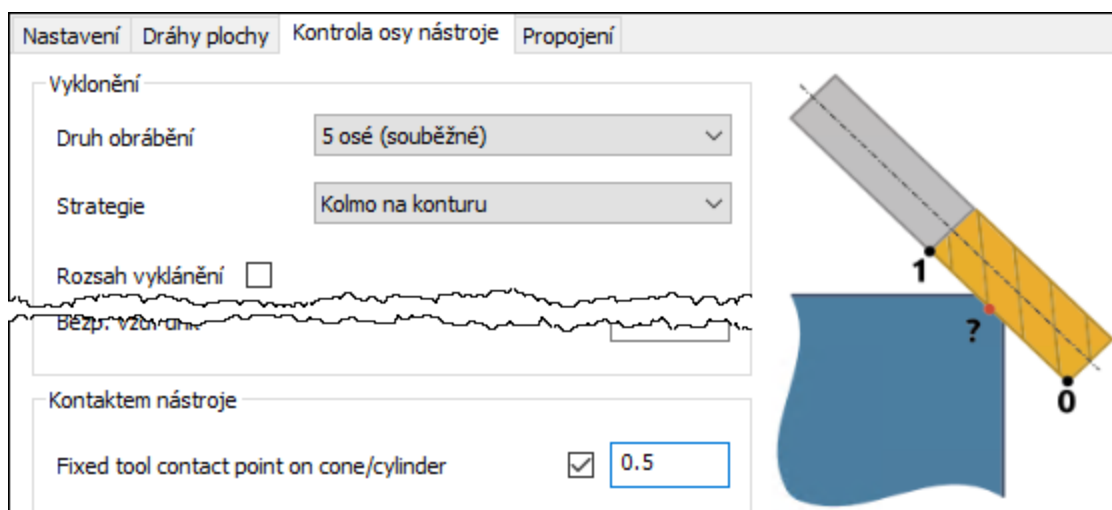 Nastavení Dráhy plochy Kontrola osy nástroje Propojení
Vyklonění
Druh obrábění 5 osé (souběžné)
Strategie Kolmo na konturu
Rozsah vyklánění
Kontaktem nástroje
Fixed tool contact point on cone/cylinder 0.5
1
?
0